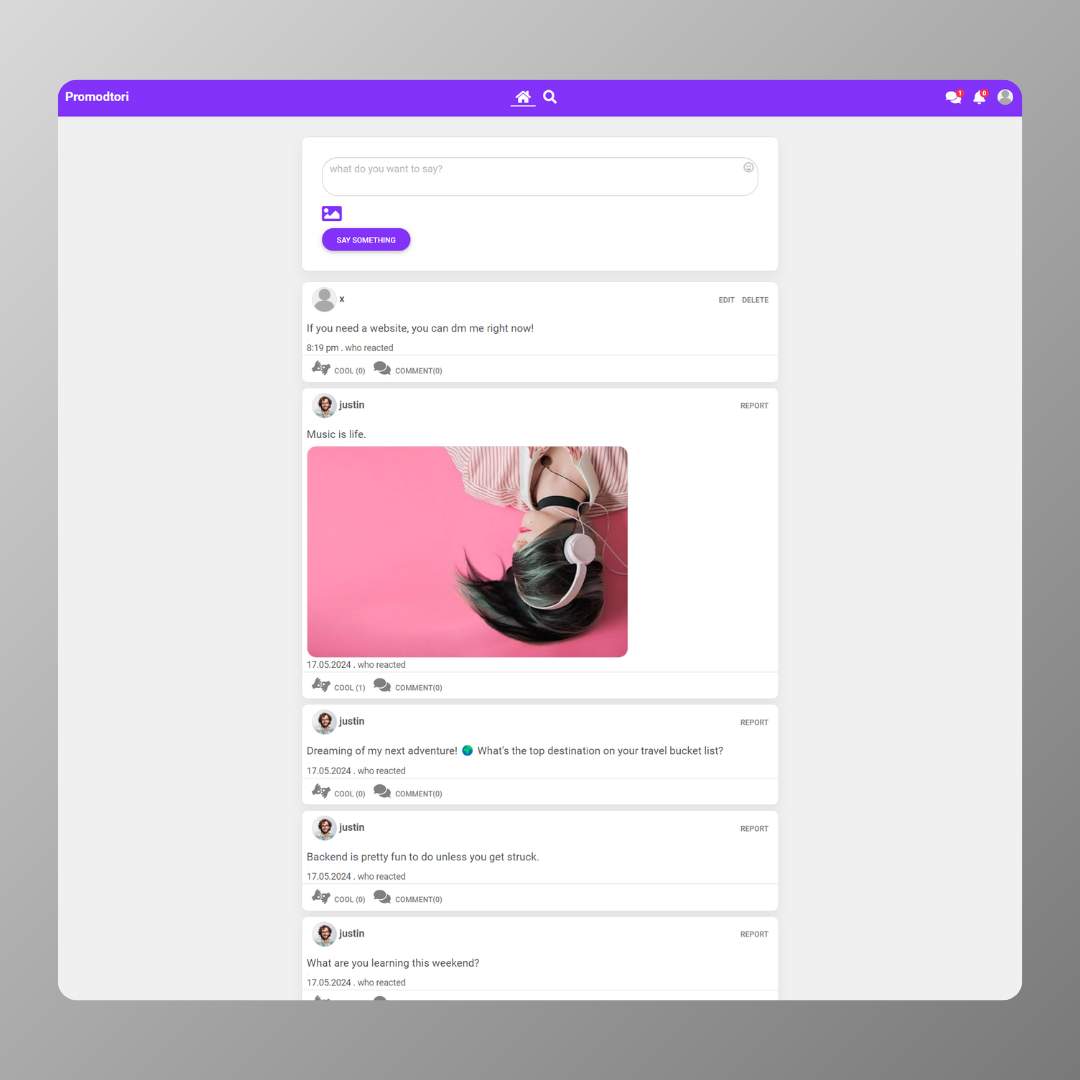 Promodtori
1
0
what do you want to say?
SAY SOMETHING
x
EDIT DELETE
If you need a website, you can dm me right now!
8:19 pm . who reacted
COOL (0) COMMENT(0)
justin
REPORT
Music is life.
17.05.2024 . who reacted
COOL (1) COMMENT(0)
justin
REPORT
Dreaming of my next adventure! 🌍 What's the top destination on your travel bucket list?
17.05.2024 . who reacted
COOL (0) COMMENT(0)
justin
REPORT
Backend is pretty fun to do unless you get struck.
17.05.2024 . who reacted
COOL (0) COMMENT(0)
justin
REPORT
What are you learning this weekend?
17.05.2024 . who reacted